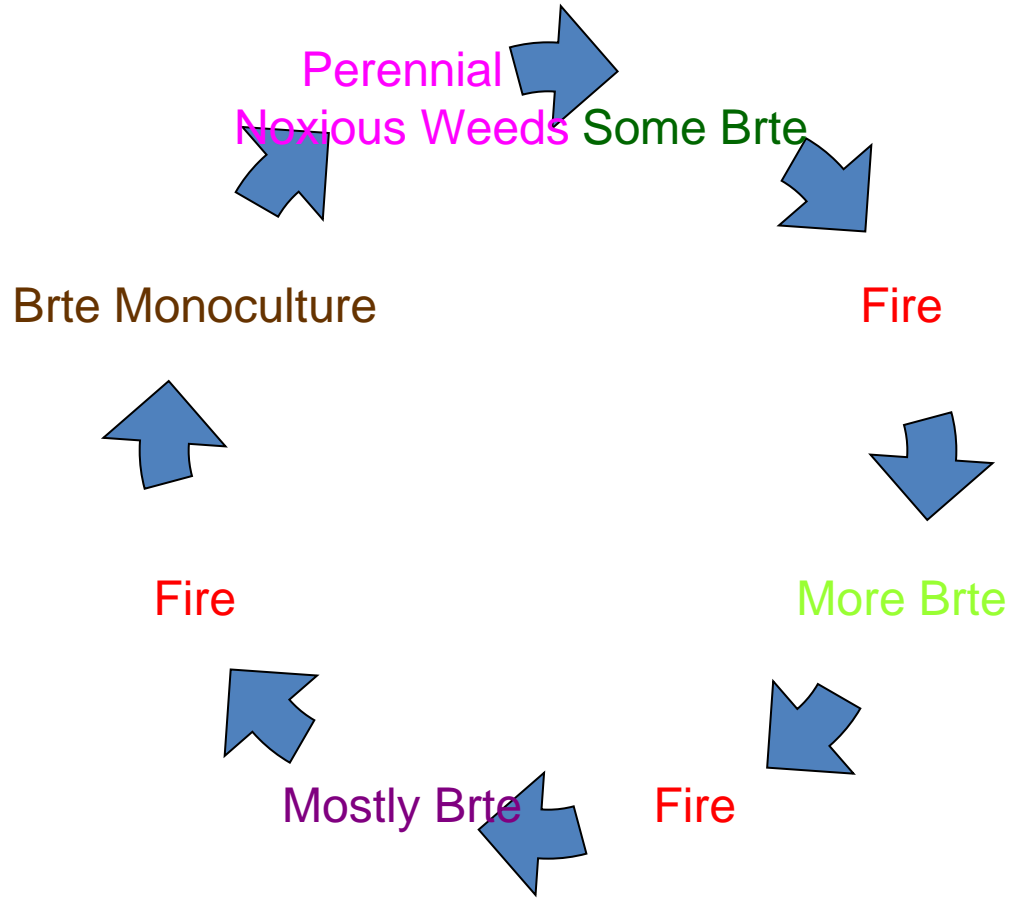 Perennial
Noxious Weeds
Some Brte
Brte Monoculture
Fire
Fire
More Brte
Mostly Brte
Fire